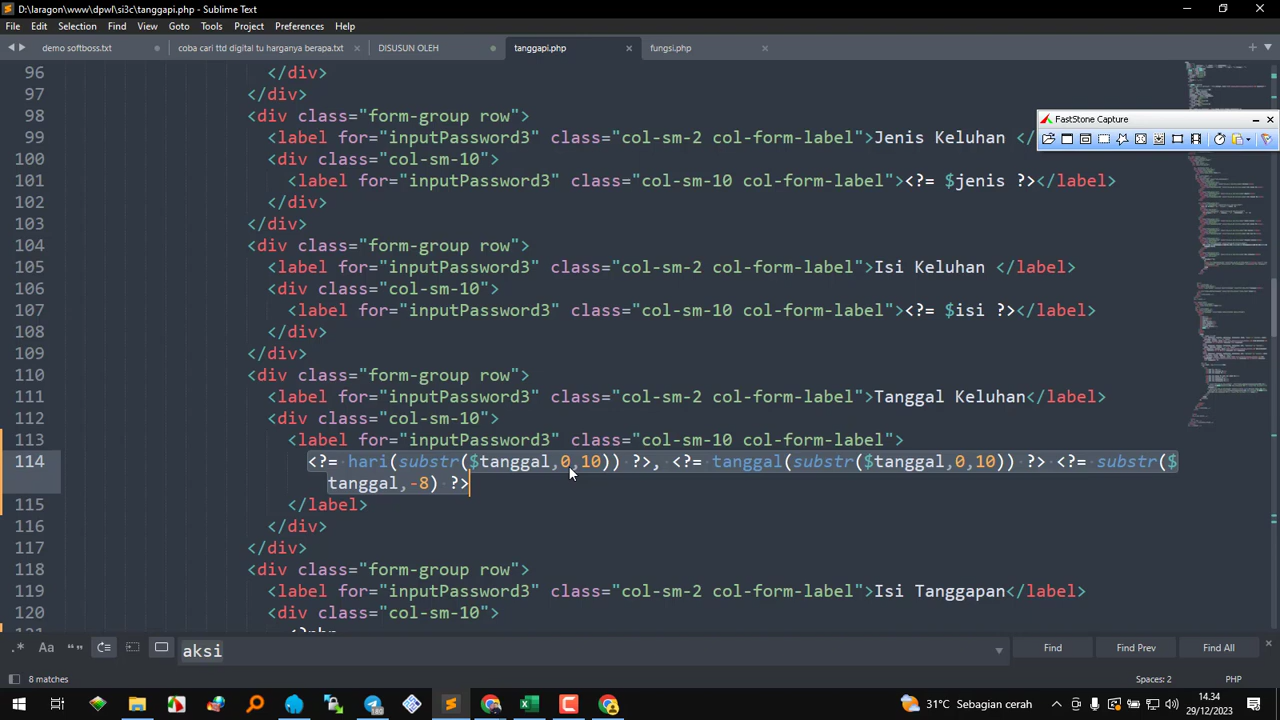 D:\laragon\www\dpwl\si3c\tanggapi.php - Sublime Text
File Edit Selection Find View Goto Tools Project Preferences Help
demo softboss.txt coba cari ttd digital tu harganya berapa.txt DISUSUN OLEH tanggapi.php fungsi.php
96 </div>
97 </div>
98 <div class="form-group row">
FastStone Capture
99 <label for="inputPassword3" class="col-sm-2 col-form-label">Jenis Keluhan </
100 <div class="col-sm-10">
101 <label for="inputPassword3" class="col-sm-10 col-form-label"><?= $jenis ?></label>
102 </div>
103 </div>
104 <div class="form-group row">
105 <label for="inputPassword3" class="col-sm-2 col-form-label">Isi Keluhan </label>
106 <div class="col-sm-10">
107 <label for="inputPassword3" class="col-sm-10 col-form-label"><?= $isi ?></label>
108 </div>
109 </div>
110 <div class="form-group row">
111 <label for="inputPassword3" class="col-sm-2 col-form-label">Tanggal Keluhan</label>
112 <div class="col-sm-10">
113 <label for="inputPassword3" class="col-sm-10 col-form-label">
114 <?= hari(substr($tanggal,0,10)) ?>, <?= tanggal(substr($tanggal,0,10)) ?> <?= substr($
tanggal,-8) ?>
115 </label>
116 </div>
117 </div>
118 <div class="form-group row">
119 <label for="inputPassword3" class="col-sm-2 col-form-label">Isi Tanggapan</label>
120 <div class="col-sm-10">
.* Aa “” aksi Find Find Prev Find All
8 matches Spaces: 2 PHP
31°C Sebagian cerah 14.34
29/12/2023